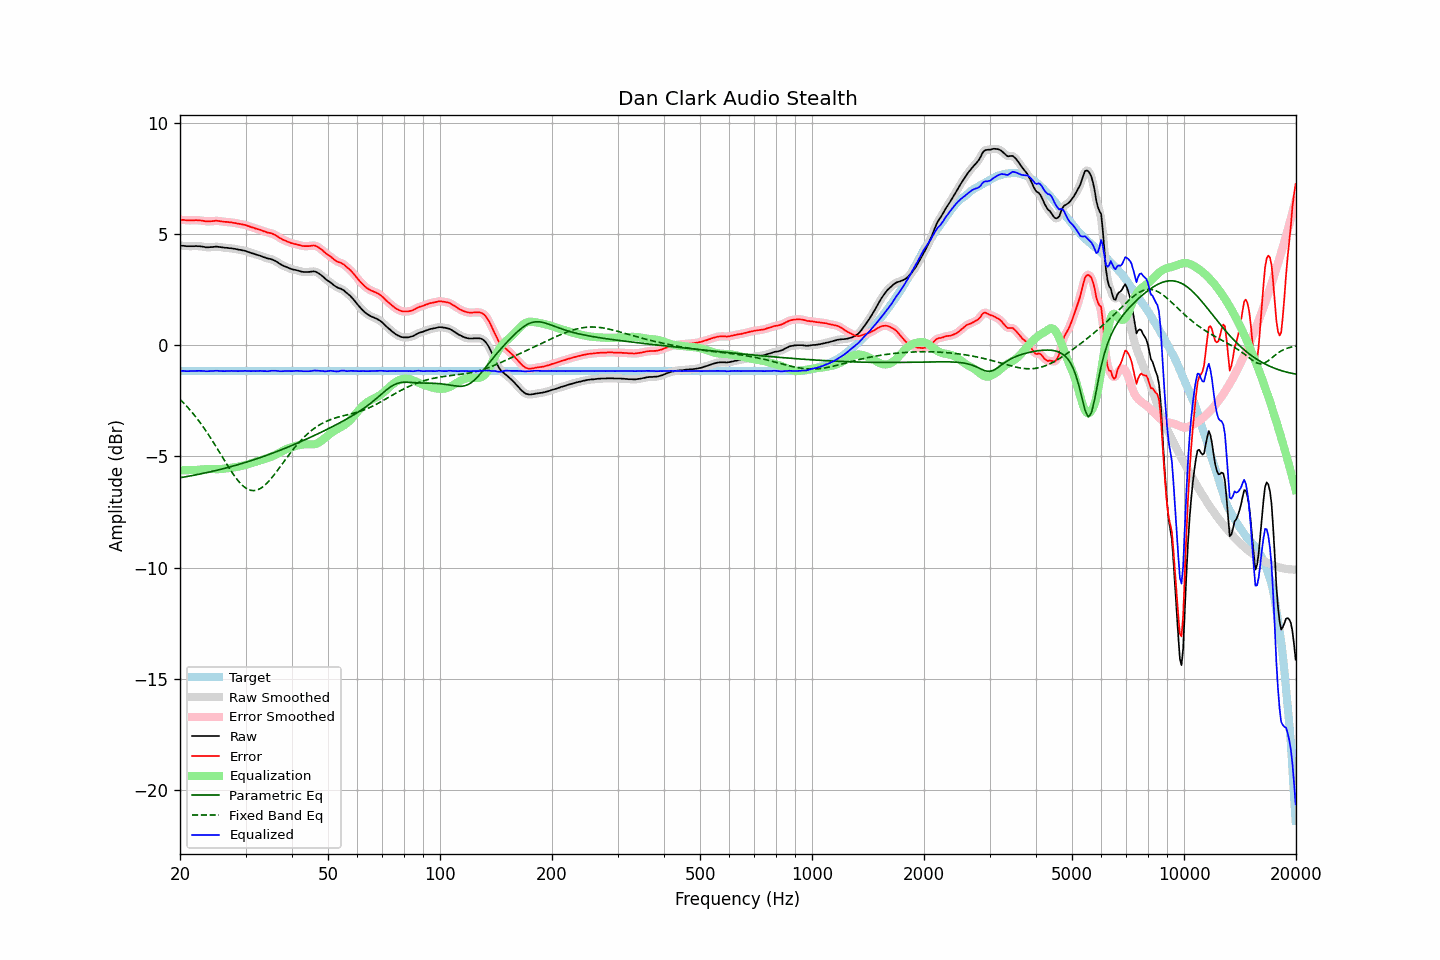 Dan Clark Audio Stealth
Amplitude (dBr)
10
5
0
−5
−10
−15
−20
Target
Raw Smoothed
Error Smoothed
Raw
Error
Equalization
Parametric Eq
Fixed Band Eq
Equalized
20 50 100 200 500 1000 2000 5000 10000 20000
Frequency (Hz)